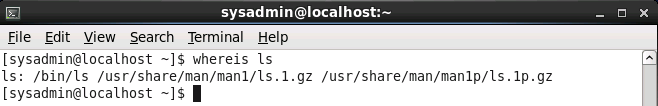 sysadmin@localhost:~
File Edit View Search Terminal Help
[sysadmin@localhost ~]$ whereis ls
ls: /bin/ls /usr/share/man/man1/ls.1.gz /usr/share/man/man1p/ls.1p.gz
[sysadmin@localhost ~]$